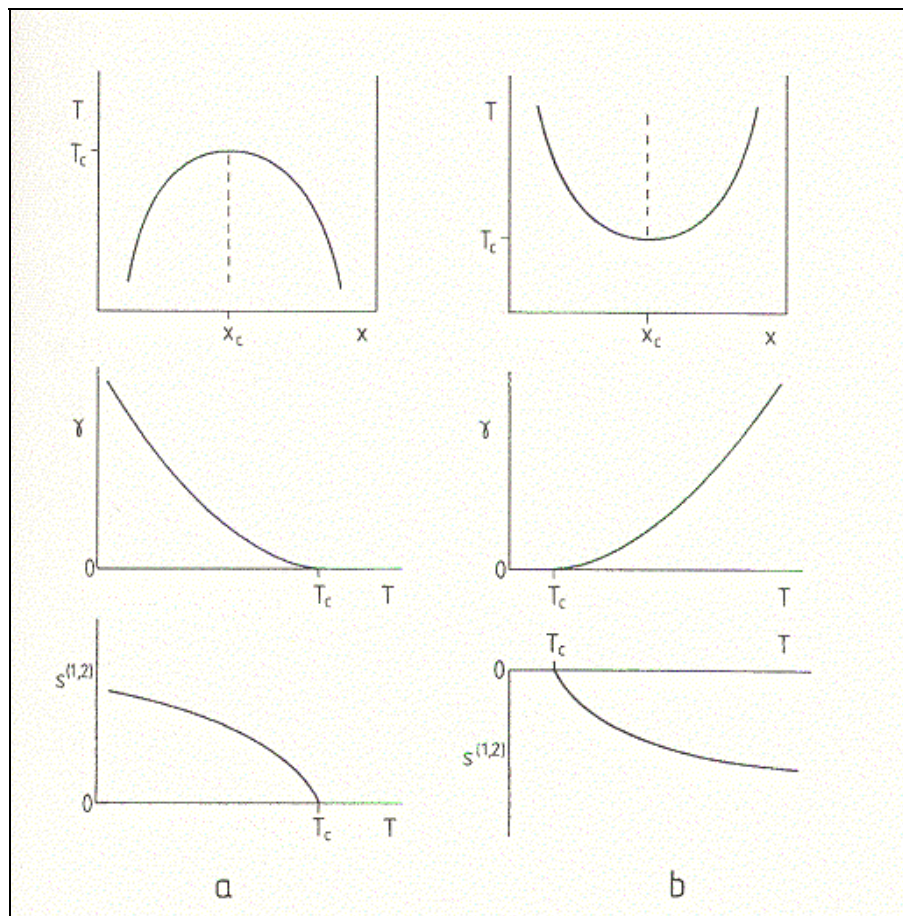 T
T_c
x_c
x
T
T_c
x_c
x
γ
0
T_c
T
γ
0
T_c
T
s^(1,2)
0
T_c
T
T_c
T
0
s^(1,2)
a
b